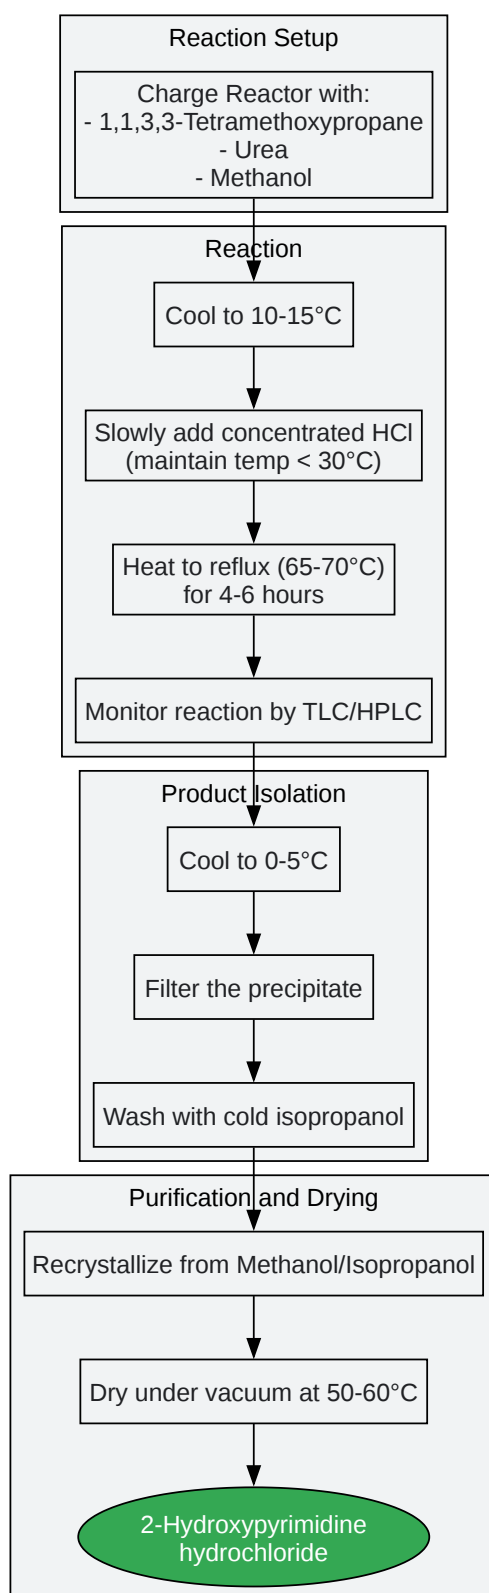 Reaction Setup
Charge Reactor with:
- 1,1,3,3-Tetramethoxypropane
- Urea
- Methanol
Reaction
Cool to 10-15°C
Slowly add concentrated HCl
(maintain temp < 30°C)
Heat to reflux (65-70°C)
for 4-6 hours
Monitor reaction by TLC/HPLC
Product Isolation
Cool to 0-5°C
Filter the precipitate
Wash with cold isopropanol
Purification and Drying
Recrystallize from Methanol/Isopropanol
Dry under vacuum at 50-60°C
2-Hydroxypyrimidine
hydrochloride